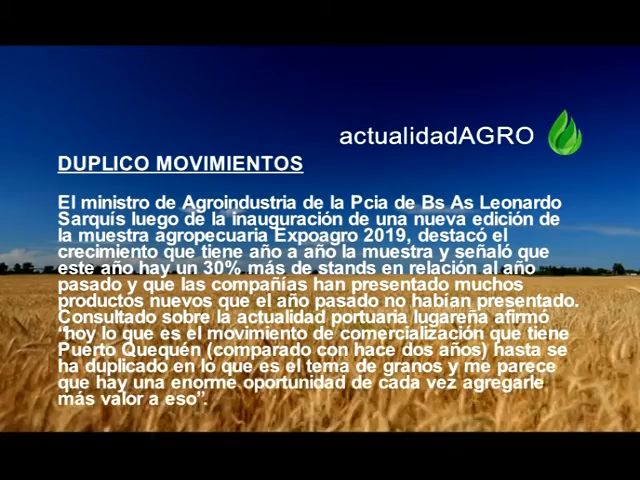 actualidadAGRO
DUPLICO MOVIMIENTOS
El ministro de Agroindustria de la Pcia de Bs As Leonardo
Sarquís luego de la inauguración de una nueva edición de
la muestra agropecuaria Expoagro 2019, destacó el
crecimiento que tiene año a año la muestra y señaló que
este año hay un 30% más de stands en relación al año
pasado y que las compañías han presentado muchos
productos nuevos que el año pasado no habían presentado.
Consultado sobre la actualidad portuaria lugareña afirmó
“hoy lo que es el movimiento de comercialización que tiene
Puerto Quequén (comparado con hace dos años) hasta se
ha duplicado en lo que es el tema de granos y me parece
que hay una enorme oportunidad de cada vez agregarle
más valor a eso”.